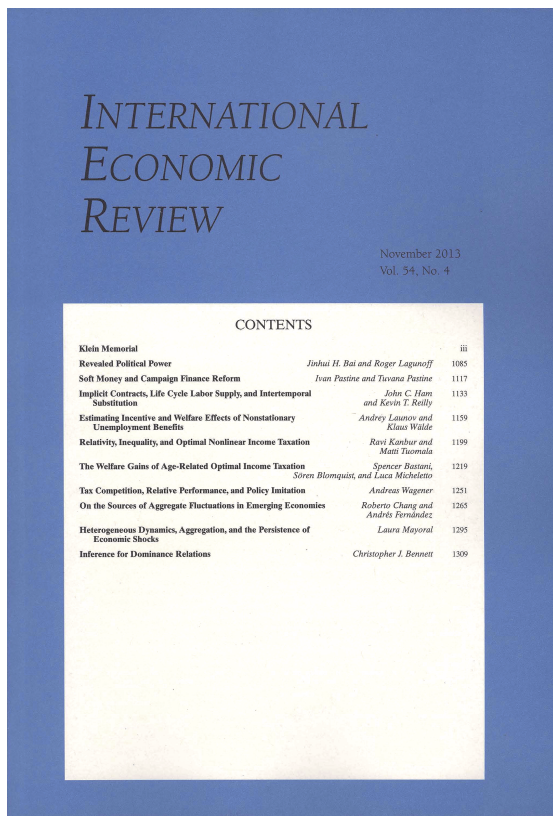 INTERNATIONAL
ECONOMIC
REVIEW
November 2013
Vol. 54, No. 4
CONTENTS
Klein Memorial iii
Revealed Political Power Jinhui H. Bai and Roger Lagunoff 1085
Soft Money and Campaign Finance Reform Ivan Pastine and Tuvana Pastine 1117
Implicit Contracts, Life Cycle Labor Supply, and Intertemporal John C. Ham 1133
Substitution and Kevin T. Reilly
Estimating Incentive and Welfare Effects of Nonstationary Andrey Launov and 1159
Unemployment Benefits Klaus Wälde
Relativity, Inequality, and Optimal Nonlinear Income Taxation Ravi Kanbur and 1199
Matti Tuomala
The Welfare Gains of Age-Related Optimal Income Taxation Spencer Bastani, 1219
Sören Blomquist, and Luca Micheletto
Tax Competition, Relative Performance, and Policy Imitation Andreas Wagener 1251
On the Sources of Aggregate Fluctuations in Emerging Economies Roberto Chang and 1265
Andrés Fernández
Heterogeneous Dynamics, Aggregation, and the Persistence of Laura Mayoral 1295
Economic Shocks
Inference for Dominance Relations Christopher J. Bennett 1309